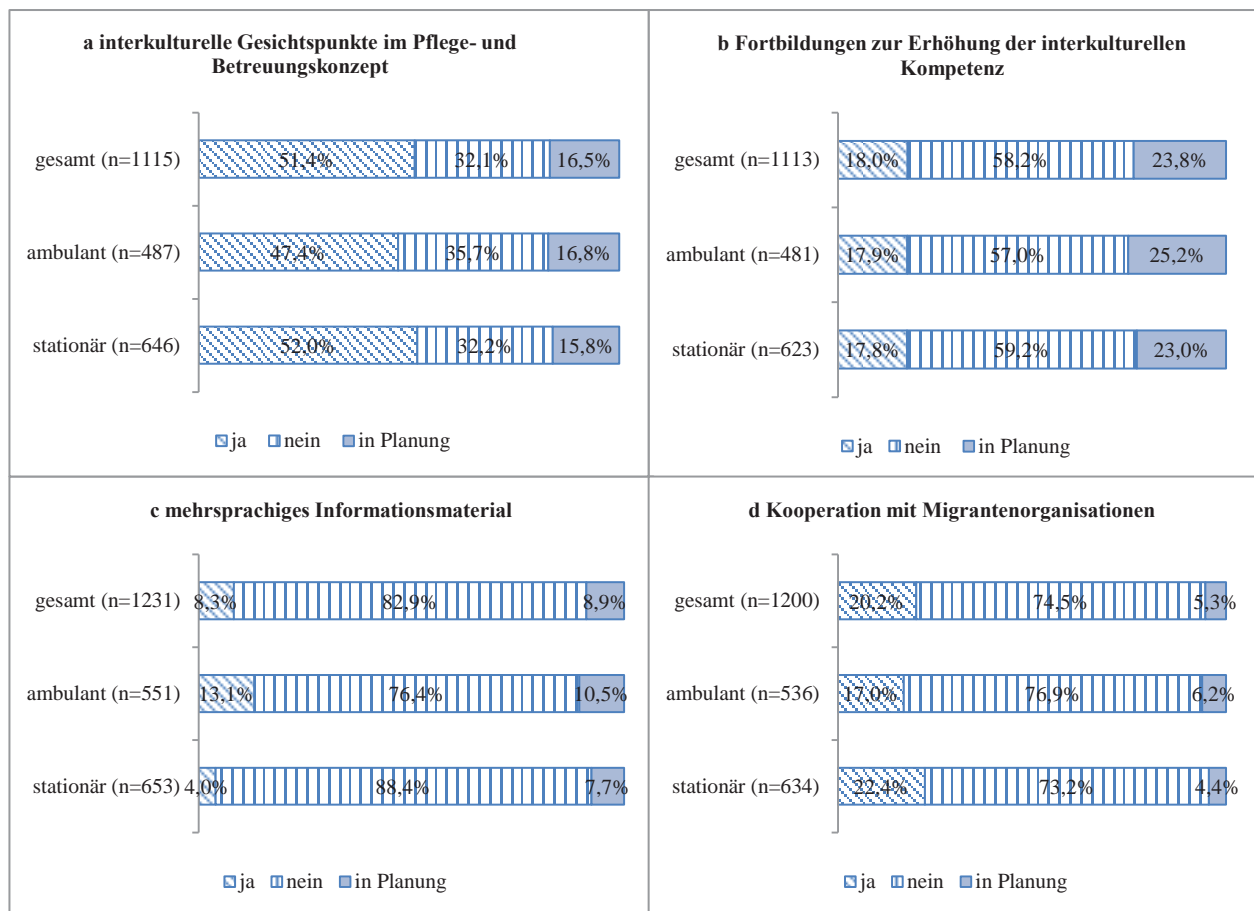 a interkulturelle Gesichtspunkte im Pflege- und
Betreuungskonzept
gesamt (n=1115)
51,4%
32,1%
16,5%
ambulant (n=487)
47,4%
35,7%
16,8%
stationär (n=646)
52,0%
32,2%
15,8%
ja
nein
in Planung
b Fortbildungen zur Erhöhung der interkulturellen
Kompetenz
gesamt (n=1113)
18,0%
58,2%
23,8%
ambulant (n=481)
17,9%
57,0%
25,2%
stationär (n=623)
17,8%
59,2%
23,0%
ja
nein
in Planung
c mehrsprachiges Informationsmaterial
gesamt (n=1231)
8,3%
82,9%
8,9%
ambulant (n=551)
13,1%
76,4%
10,5%
stationär (n=653)
4,0%
88,4%
7,7%
ja
nein
in Planung
d Kooperation mit Migrantenorganisationen
gesamt (n=1200)
20,2%
74,5%
5,3%
ambulant (n=536)
17,0%
76,9%
6,2%
stationär (n=634)
22,4%
73,2%
4,4%
ja
nein
in Planung